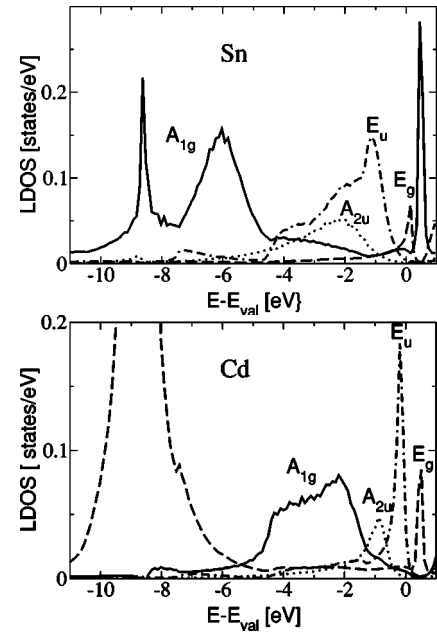 Sn
LDOS [states/eV]
0.2
0.1
0
A1g
Eu
A2u
Eg
-10 -8 -6 -4 -2 0
E-Eval [eV}
Cd
LDOS [ states/eV]
0.2
0.1
0
A1g
A2u
Eu
Eg
-10 -8 -6 -4 -2 0
E-Eval [eV]